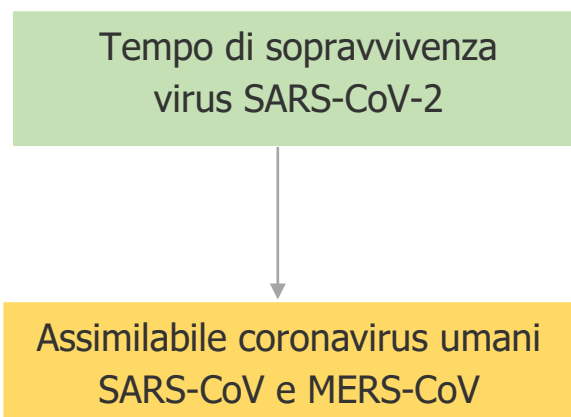 Tempo di sopravvivenza
virus SARS-CoV-2
Assimilabile coronavirus umani
SARS-CoV e MERS-CoV